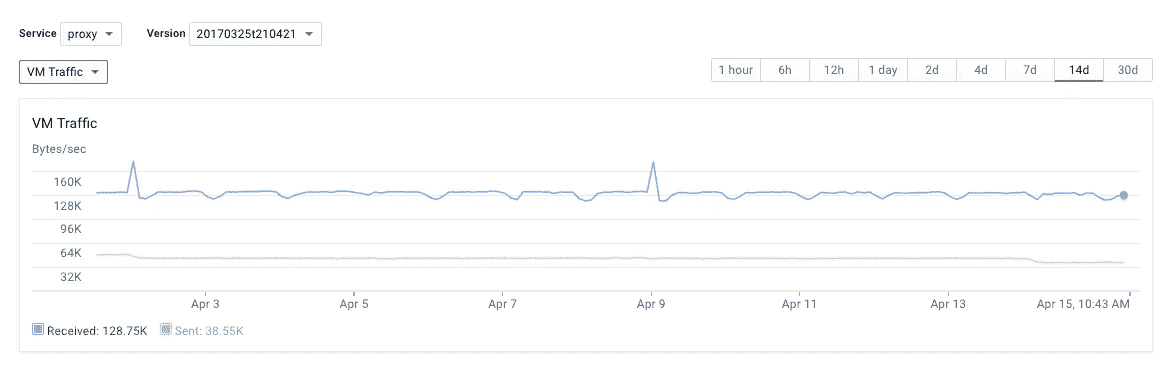 Service proxy Version 20170325t210421
VM Traffic 1 hour 6h 12h 1 day 2d 4d 7d 14d 30d
VM Traffic
Bytes/sec
160K
128K
96K
64K
32K
Apr 3 Apr 5 Apr 7 Apr 9 Apr 11 Apr 13 Apr 15, 10:43 AM
Received: 128.75K Sent: 38.55K